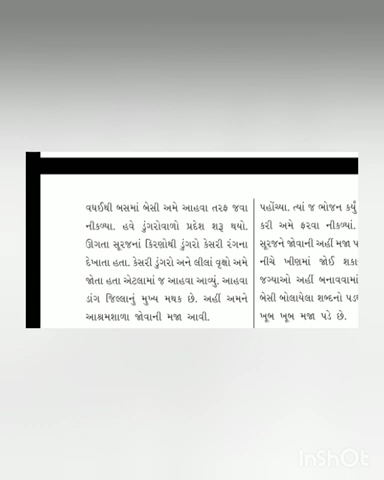 વઘઈથી બસમાં બેસી અમે આહવા તરફ જવા
નીકળ્યા. હવે ડુંગરોવાળો પ્રદેશ શરૂ થયો.
ઊગતા સૂરજનાં કિરણોથી ડુંગરો કેસરી રંગના
દેખાતા હતા. કેસરી ડુંગરો અને લીલાં વૃક્ષો અમે
જોતા હતા એટલામાં જ આહવા આવ્યું. આહવા
ડાંગ જિલ્લાનું મુખ્ય મથક છે. અહીં અમને
આશ્રમશાળા જોવાની મજા આવી.
પહોંચ્યા. ત્યાં જ ભોજન કર્યું
કરી અમે ફરવા નીકળ્યાં.
સૂરજને જોવાની અહીં મજા પ
નીચે ખીણમાં જોઈ શકા
જગ્યાઓ અહીં બનાવવામાં
બેસી બોલાયેલા શબ્દનો પડઘ
ખૂબ ખૂબ મજા પડે છે.
InShOt